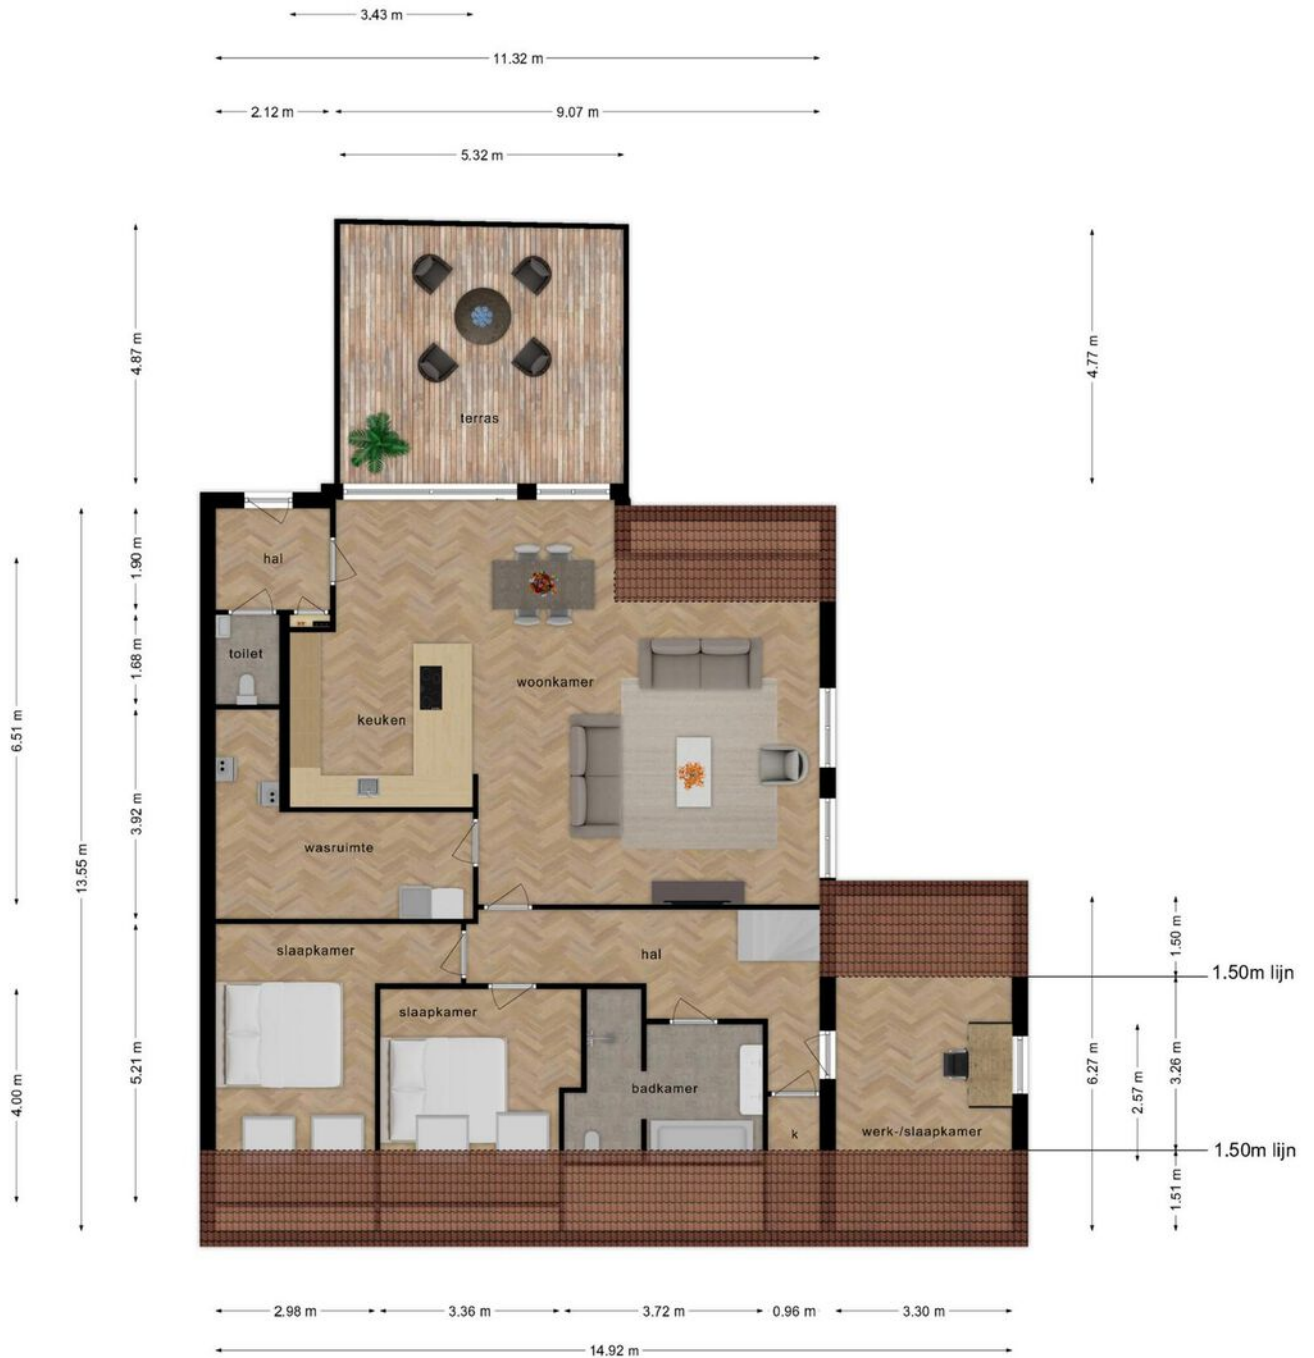 3.43 m
11.32 m
2.12 m
9.07 m
5.32 m
4.87 m
4.77 m
terras
hal
1.90 m
toilet
1.68 m
woonkamer
keuken
6.51 m
3.92 m
wasruimte
13.55 m
slaapkamer
hal
1.50 m
1.50m lijn
slaapkamer
4.00 m
5.21 m
badkamer
6.27 m
2.57 m
3.26 m
k
werk-/slaapkamer
1.50m lijn
1.51 m
2.98 m
3.36 m
3.72 m
0.96 m
3.30 m
14.92 m